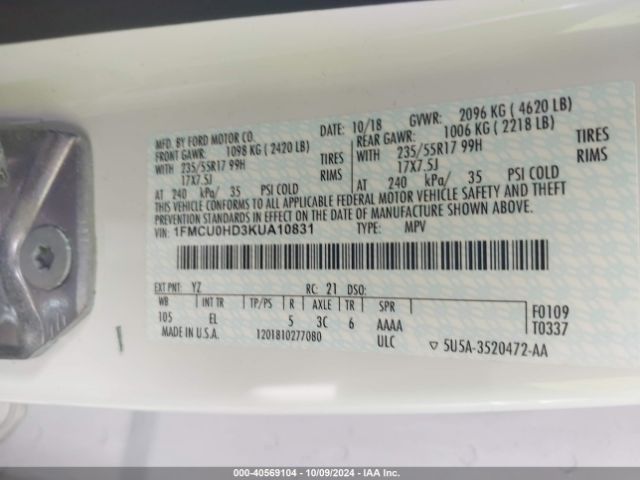 MFD. BY FORD MOTOR CO.
DATE: 10/18 GVWR: 2096 KG ( 4620 LB)
FRONT GAWR: 1098 KG ( 2420 LB)
REAR GAWR: 1006 KG ( 2218 LB)
WITH 235/55R17 99H TIRES
WITH 235/55R17 99H TIRES
17X7.5J RIMS
17X7.5J RIMS
AT 240 kPa/ 35 PSI COLD
AT 240 kPa/ 35 PSI COLD
THIS VEHICLE CONFORMS TO ALL APPLICABLE FEDERAL MOTOR VEHICLE SAFETY AND THEFT
PREVENTION STANDARDS IN EFFECT ON THE DATE OF MANUFACTURE SHOWN ABOVE.
VIN: 1FMCU0HD3KUA10831 TYPE: MPV
EXT PNT: YZ RC: 21 DSO:
WB INT TR TP/PS R AXLE TR SPR
105 EL 5 3C 6 AAAA
F0109
T0337
MADE IN U.S.A. 1201810277080 ULC
▽ 5U5A-3520472-AA
000-40569104 | 10/09/2024 - IAA Inc.